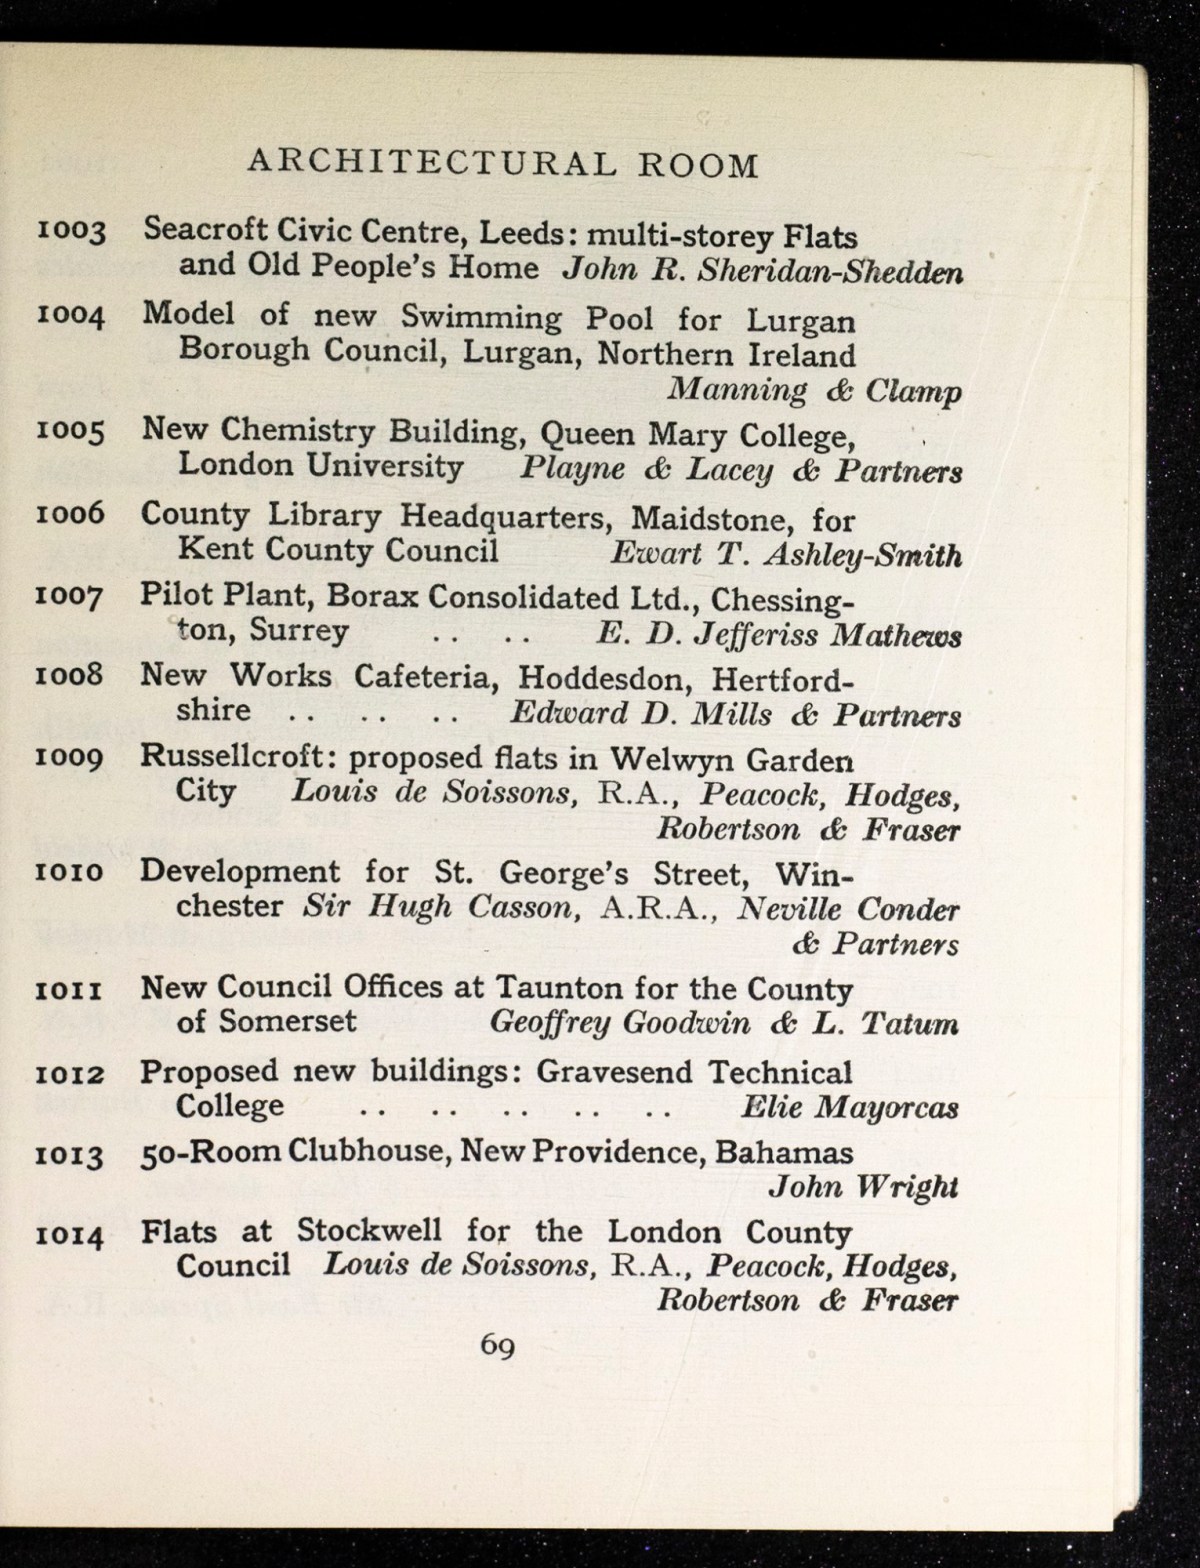 ARCHITECTURAL ROOM
1003 Seacroft Civic Centre, Leeds: multi-storey Flats
and Old People's Home John R. Sheridan-Shedden
1004 Model of new Swimming Pool for Lurgan
Borough Council, Lurgan, Northern Ireland
Manning & Clamp
1005 New Chemistry Building, Queen Mary College,
London University Playne & Lacey & Partners
1006 County Library Headquarters, Maidstone, for
Kent County Council Ewart T. Ashley-Smith
1007 Pilot Plant, Borax Consolidated Ltd., Chessing-
ton, Surrey .. .. E. D. Jefferiss Mathews
1008 New Works Cafeteria, Hoddesdon, Hertford-
shire .. .. .. Edward D. Mills & Partners
1009 Russellcroft: proposed flats in Welwyn Garden
City Louis de Soissons, R.A., Peacock, Hodges,
Robertson & Fraser
1010 Development for St. George's Street, Win-
chester Sir Hugh Casson, A.R.A., Neville Conder
& Partners
1011 New Council Offices at Taunton for the County
of Somerset Geoffrey Goodwin & L. Tatum
1012 Proposed new buildings: Gravesend Technical
College .. .. .. .. .. Elie Mayorcas
1013 50-Room Clubhouse, New Providence, Bahamas
John Wright
1014 Flats at Stockwell for the London County
Council Louis de Soissons, R.A., Peacock, Hodges,
Robertson & Fraser
69